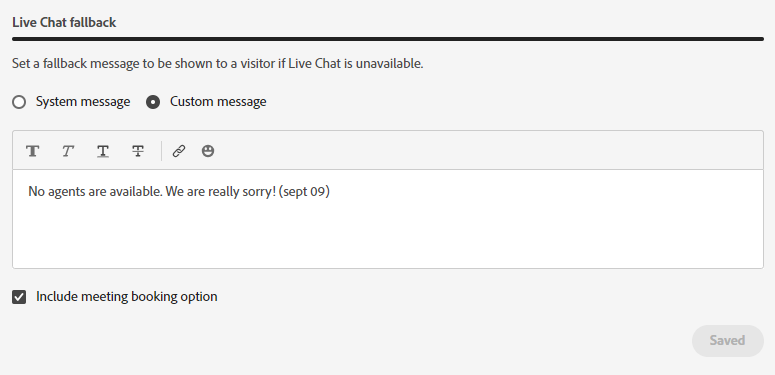 Live Chat fallback
Set a fallback message to be shown to a visitor if Live Chat is unavailable.
System message Custom message
T T T T
No agents are available. We are really sorry! (sept 09)
Include meeting booking option
Saved